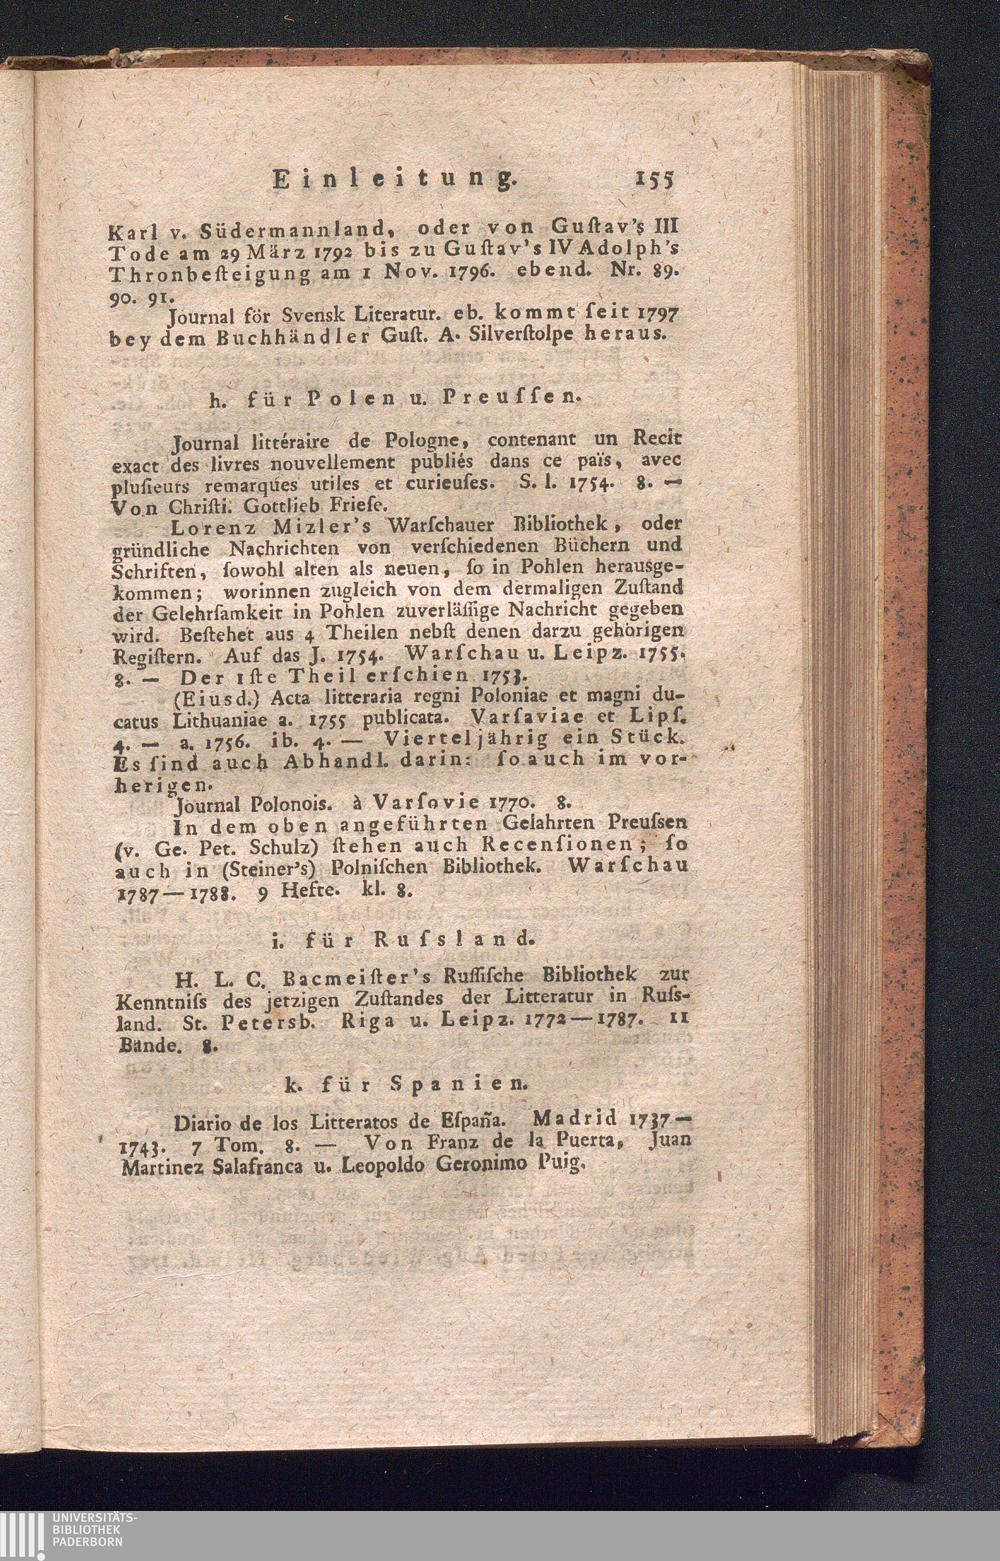 Einleitung. 155
Karl v. Südermannland, oder von Guſtav's III
Tode am 29 März 1792 bis zu Guſtav's IV Adolph's
Thronbeſteigung am 1 Nov. 1796. ebend. Nr. 89.
90. 91.
Journal för Svensk Literatur. eb. kommt ſeit 1797
bey dem Buchhändler Guſt. A. Silverſtolpe heraus.
h. für Polen u. Preuſſen.
Journal littéraire de Pologne, contenant un Recit
exact des livres nouvellement publiés dans ce païs, avec
pluſieurs remarques utiles et curieuſes. S. l. 1754. 8. —
Von Chriſti. Gottlieb Frieſe.
Lorenz Mizler's Warſchauer Bibliothek, oder
gründliche Nachrichten von verſchiedenen Büchern und
Schriften, ſowohl alten als neuen, ſo in Pohlen herausge-
kommen; worinnen zugleich von dem dermaligen Zuſtand
der Gelehrſamkeit in Pohlen zuverläſſige Nachricht gegeben
wird. Beſtehet aus 4 Theilen nebſt denen darzu gehörigen
Regiſtern. Auf das J. 1754. Warſchau u. Leipz. 1755.
8. — Der 1ſte Theil erſchien 1753.
(Eiusd.) Acta litteraria regni Poloniae et magni du-
catus Lithuaniae a. 1755 publicata. Varſaviae et Lipſ.
4. — a. 1756. ib. 4. — Vierteljährig ein Stück.
Es ſind auch Abhandl. darin: ſo auch im vor-
herigen.
Journal Polonois. à Varſovie 1770. 8.
In dem oben angeführten Gelahrten Preuſsen
(v. Ge. Pet. Schulz) ſtehen auch Recenſionen; ſo
auch in (Steiner's) Polniſchen Bibliothek. Warſchau
1787—1788. 9 Hefte. kl. 8.
i. für Ruſsland.
H. L. C. Bacmeiſter's Ruſſiſche Bibliothek zur
Kenntniſs des jetzigen Zuſtandes der Litteratur in Ruſs-
land. St. Petersb. Riga u. Leipz. 1772—1787. 11
Bände. 8.
k. für Spanien.
Diario de los Litteratos de Eſpaña. Madrid 1737—
1743. 7 Tom. 8. — Von Franz de la Puerta, Juan
Martinez Salafranca u. Leopoldo Geronimo Puig.
UNIVERSITÄTS-
BIBLIOTHEK
PADERBORN